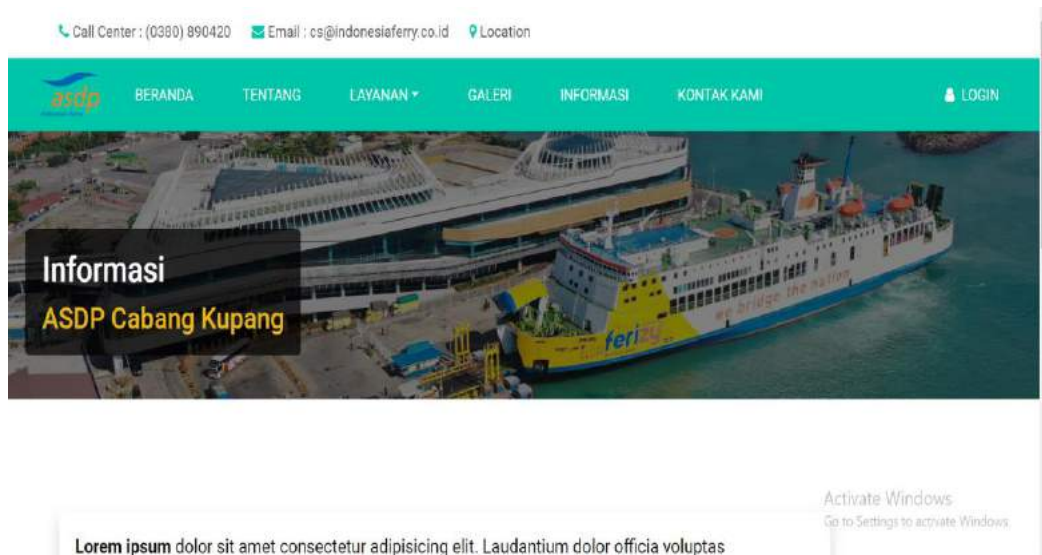 Call Center : (0380) 890420 Email : cs@indonesiaferry.co.id Location
asdp BERANDA TENTANG LAYANAN GALERI INFORMASI KONTAK KAMI LOGIN
we bridge the nation
Informasi
ASDP Cabang Kupang
ferizy
Activate Windows
Go to Settings to activate Windows.
Lorem ipsum dolor sit amet consectetur adipisicing elit. Laudantium dolor officia voluptas